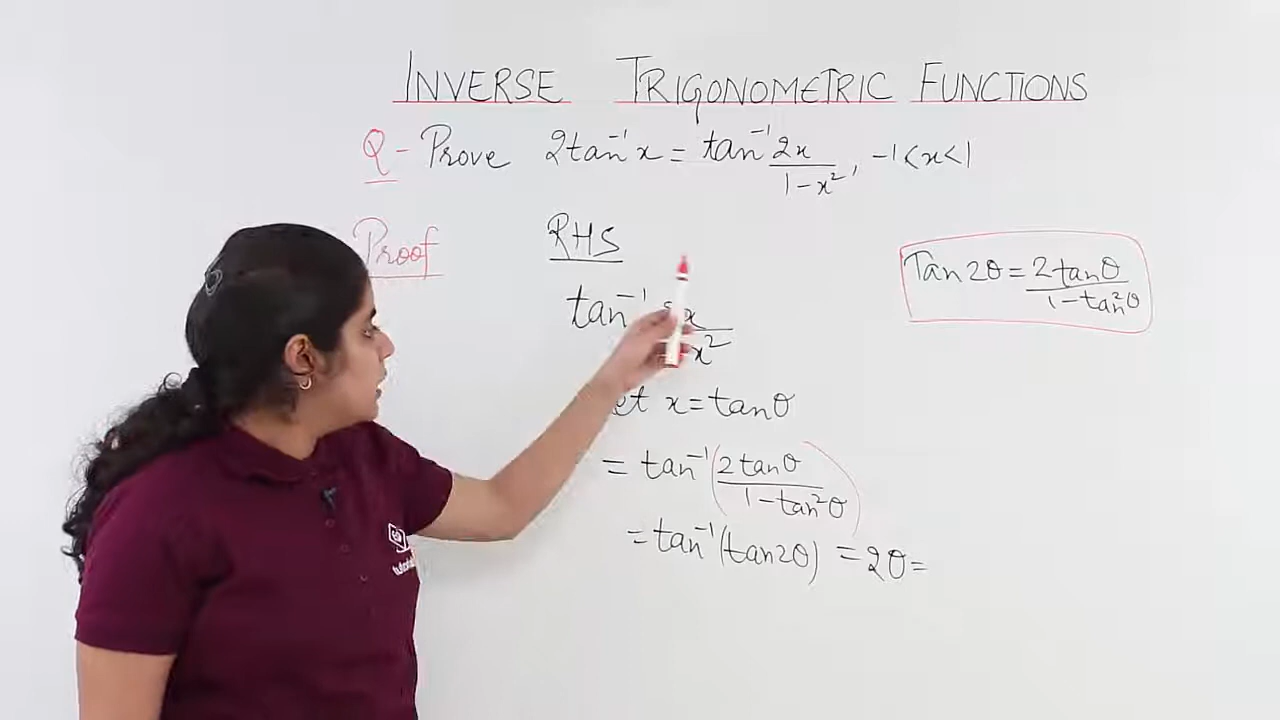 INVERSE TRIGONOMETRIC FUNCTIONS
Q - Prove 2tan⁻¹x = tan⁻¹ 2x/1-x², -1<x<1
Proof
RHS
tan⁻¹ x/x²
Tan2θ = 2tanθ/1-tan²θ
x = tanθ
= tan⁻¹(2tanθ/1-tan²θ)
= tan⁻¹(tan2θ) = 2θ =